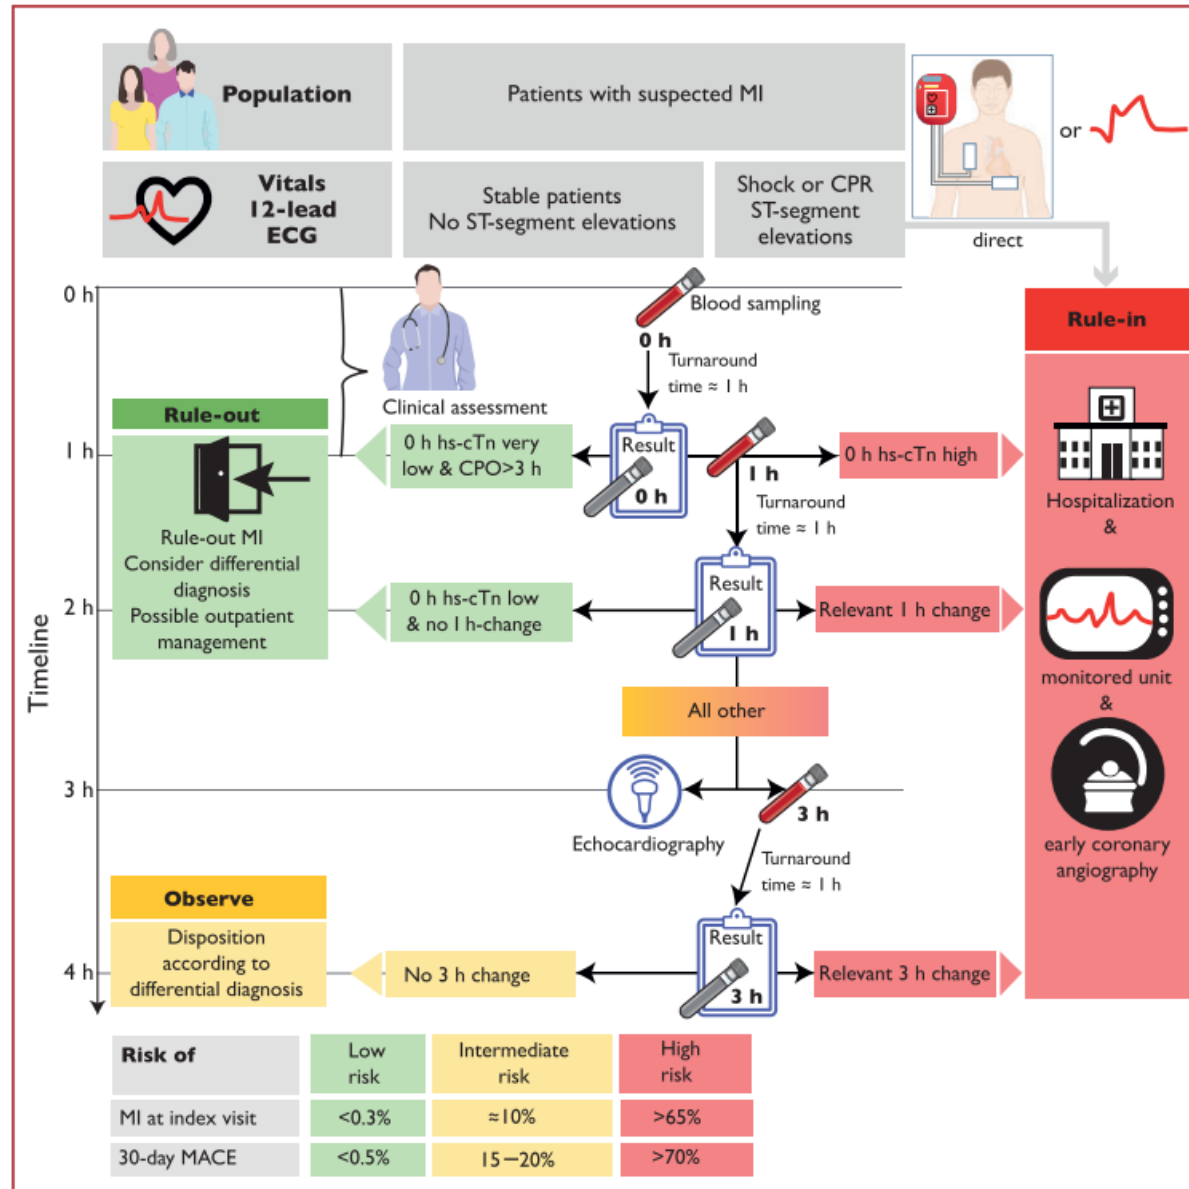 Population
Patients with suspected MI
or
Vitals
12-lead
ECG
Stable patients
No ST-segment elevations
Shock or CPR
ST-segment
elevations
direct
Timeline
0 h
Blood sampling
0 h
Turnaround
time ≈ 1 h
Clinical assessment
Rule-in
Rule-out
1 h
0 h hs-cTn very
low & CPO>3 h
Result
0 h
1 h
0 h hs-cTn high
Hospitalization
&
Turnaround
time ≈ 1 h
Rule-out MI
Consider differential
diagnosis
Possible outpatient
management
2 h
0 h hs-cTn low
& no 1 h-change
Result
1 h
Relevant 1 h change
monitored unit
&
All other
3 h
Echocardiography
3 h
early coronary
angiography
Turnaround
time ≈ 1 h
Observe
Disposition
according to
differential diagnosis
4 h
No 3 h change
Result
3 h
Relevant 3 h change
Risk of
Low
risk
Intermediate
risk
High
risk
MI at index visit
<0.3%
≈10%
>65%
30-day MACE
<0.5%
15–20%
>70%